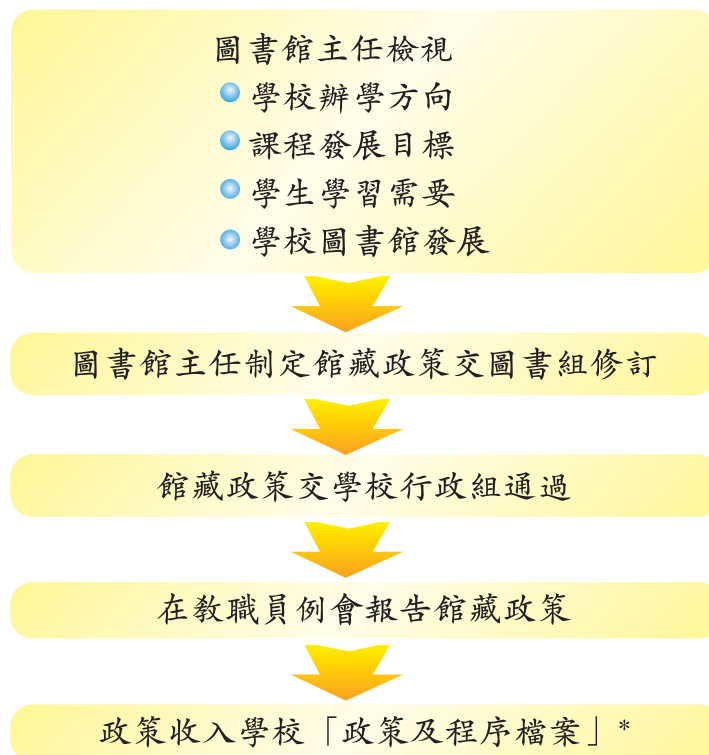 圖書館主任檢視
學校辦學方向
課程發展目標
學生學習需要
學校圖書館發展
圖書館主任制定館藏政策交圖書組修訂
館藏政策交學校行政組通過
在教職員例會報告館藏政策
政策收入學校「政策及程序檔案」*